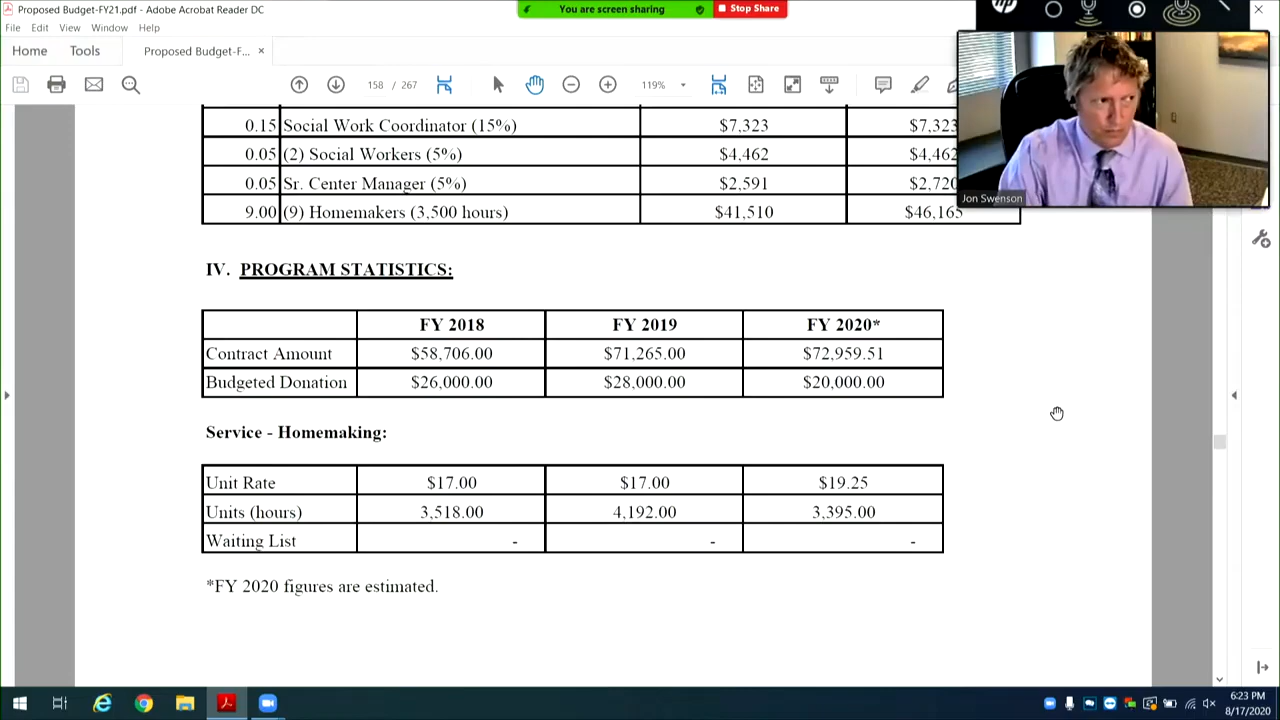 Proposed Budget-FY21.pdf - Adobe Acrobat Reader DC
You are screen sharing
Stop Share
File Edit View Window Help
Home Tools Proposed Budget-F... ×
158 / 267
119%
0.15 Social Work Coordinator (15%) $7,323 $7,323
0.05 (2) Social Workers (5%) $4,462 $4,462
0.05 Sr. Center Manager (5%) $2,591 $2,720
9.00 (9) Homemakers (3,500 hours) $41,510 $46,165
Jon Swenson
IV. PROGRAM STATISTICS:
FY 2018 FY 2019 FY 2020*
Contract Amount $58,706.00 $71,265.00 $72,959.51
Budgeted Donation $26,000.00 $28,000.00 $20,000.00
Service - Homemaking:
Unit Rate $17.00 $17.00 $19.25
Units (hours) 3,518.00 4,192.00 3,395.00
Waiting List - - -
*FY 2020 figures are estimated.
6:23 PM
8/17/2020